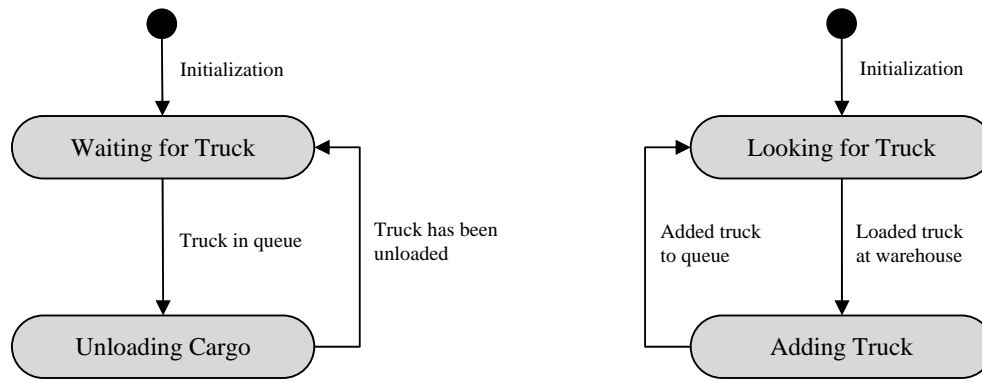 Initialization
Waiting for Truck
Truck in queue
Truck has been
unloaded
Unloading Cargo
Initialization
Looking for Truck
Added truck
to queue
Loaded truck
at warehouse
Adding Truck